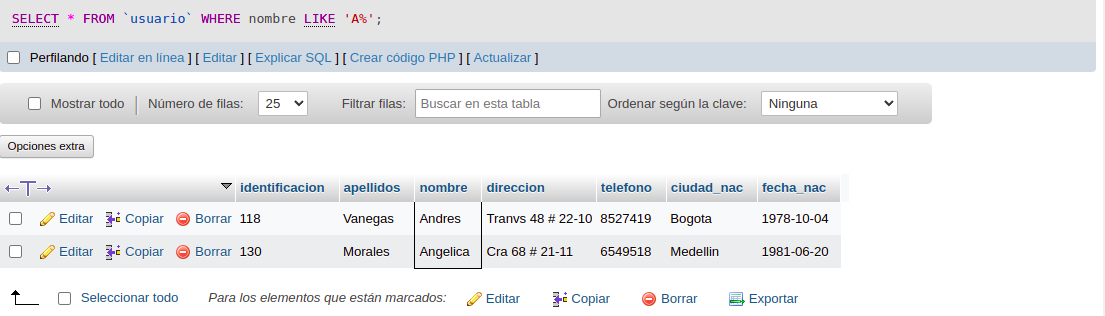 SELECT * FROM `usuario` WHERE nombre LIKE 'A%';
Perfilando [ Editar en línea ] [ Editar ] [ Explicar SQL ] [ Crear código PHP ] [ Actualizar ]
Mostrar todo Número de filas: 25 Filtrar filas: Buscar en esta tabla Ordenar según la clave: Ninguna
Opciones extra
identificacion apellidos nombre direccion telefono ciudad_nac fecha_nac
Editar Copiar Borrar 118 Vanegas Andres Tranvs 48 # 22-10 8527419 Bogota 1978-10-04
Editar Copiar Borrar 130 Morales Angelica Cra 68 # 21-11 6549518 Medellin 1981-06-20
Seleccionar todo Para los elementos que están marcados: Editar Copiar Borrar Exportar